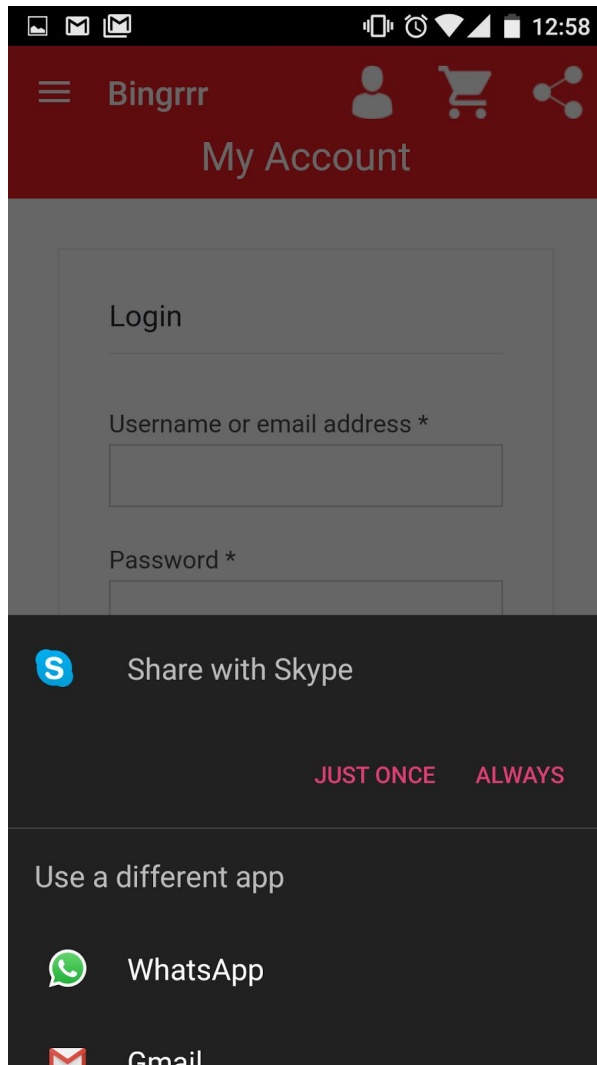 12:58
Bingrrr
My Account
Login
Username or email address *
Password *
Share with Skype
JUST ONCE ALWAYS
Use a different app
WhatsApp
Gmail